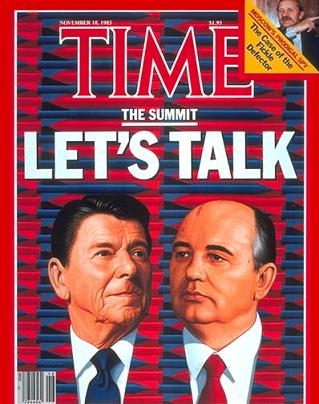 NOVEMBER 18, 1985
$1.95
TIME
MOSCOW'S PRODIGAL SPY
The Case of the
Fickle
Defector
THE SUMMIT
LET'S TALK